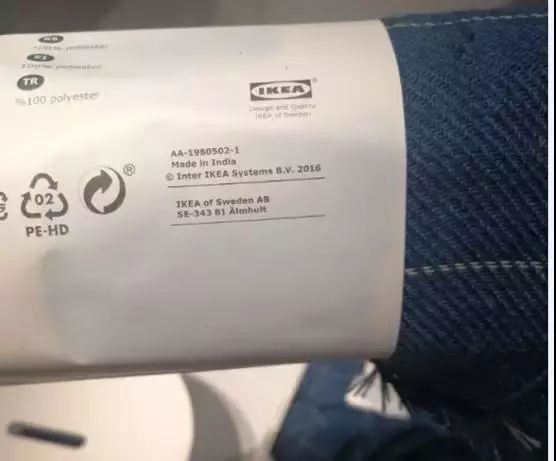 100% polyester
TR
%100 polyester
IKEA®
Design and Quality
IKEA of Sweden
AA-1980502-1
Made in India
© Inter IKEA Systems B.V. 2016
IKEA of Sweden AB
SE-343 81 Älmhult
®
02
PE-HD